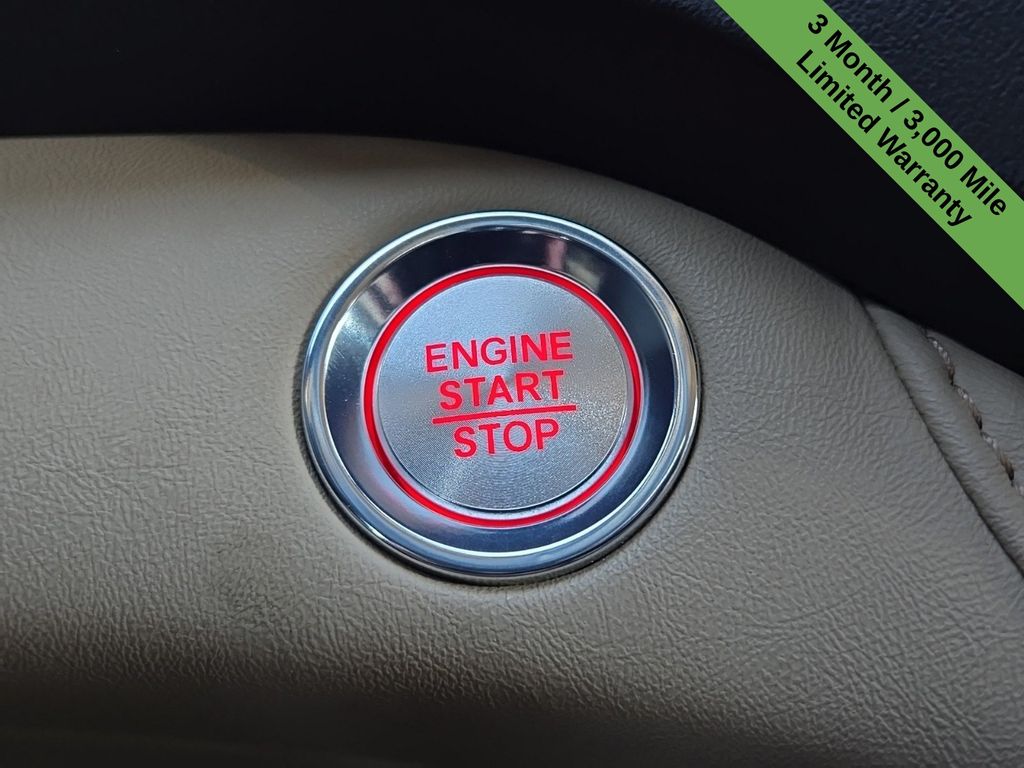 3 Month / 3,000 Mile
Limited Warranty
ENGINE
START
STOP